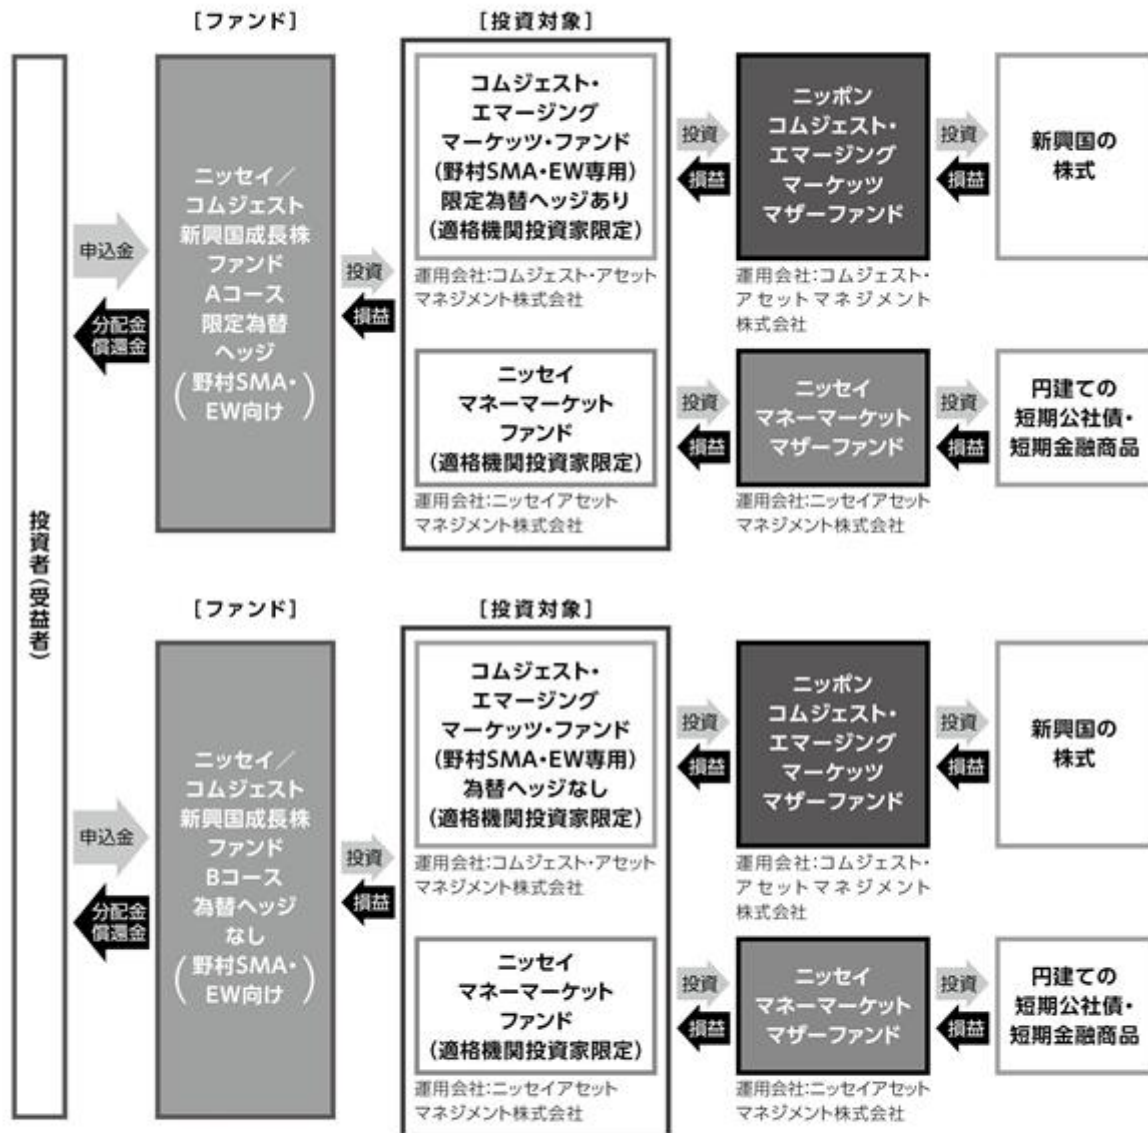 [ファンド]
[投資対象]
投資者(受益者)
申込金
分配金
償還金
ニッセイ／
コムジェスト
新興国成長株
ファンド
Aコース
限定為替
ヘッジ
(野村SMA・
EW向け)
投資
損益
コムジェスト・
エマージング
マーケッツ・ファンド
(野村SMA・EW専用)
限定為替ヘッジあり
(適格機関投資家限定)
運用会社:コムジェスト・アセット
マネジメント株式会社
投資
損益
ニッポン
コムジェスト・
エマージング
マーケッツ
マザーファンド
運用会社:コムジェスト・
アセットマネジメント
株式会社
投資
損益
新興国の
株式
ニッセイ
マネーマーケット
ファンド
(適格機関投資家限定)
運用会社:ニッセイアセット
マネジメント株式会社
投資
損益
ニッセイ
マネーマーケット
マザーファンド
運用会社:ニッセイアセット
マネジメント株式会社
投資
損益
円建ての
短期公社債・
短期金融商品
[ファンド]
[投資対象]
申込金
分配金
償還金
ニッセイ／
コムジェスト
新興国成長株
ファンド
Bコース
為替ヘッジ
なし
(野村SMA・
EW向け)
投資
損益
コムジェスト・
エマージング
マーケッツ・ファンド
(野村SMA・EW専用)
為替ヘッジなし
(適格機関投資家限定)
運用会社:コムジェスト・アセット
マネジメント株式会社
投資
損益
ニッポン
コムジェスト・
エマージング
マーケッツ
マザーファンド
運用会社:コムジェスト・
アセットマネジメント
株式会社
投資
損益
新興国の
株式
ニッセイ
マネーマーケット
ファンド
(適格機関投資家限定)
運用会社:ニッセイアセット
マネジメント株式会社
投資
損益
ニッセイ
マネーマーケット
マザーファンド
運用会社:ニッセイアセット
マネジメント株式会社
投資
損益
円建ての
短期公社債・
短期金融商品